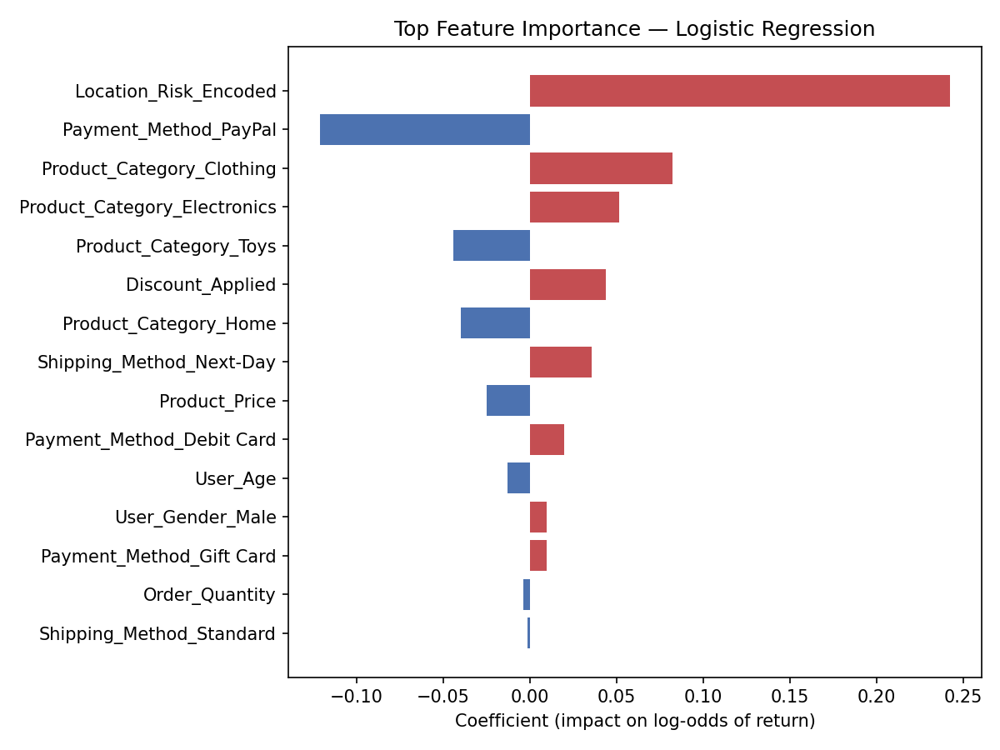 Top Feature Importance — Logistic Regression
Location_Risk_Encoded
Payment_Method_PayPal
Product_Category_Clothing
Product_Category_Electronics
Product_Category_Toys
Discount_Applied
Product_Category_Home
Shipping_Method_Next-Day
Product_Price
Payment_Method_Debit Card
User_Age
User_Gender_Male
Payment_Method_Gift Card
Order_Quantity
Shipping_Method_Standard
−0.10 −0.05 0.00 0.05 0.10 0.15 0.20 0.25
Coefficient (impact on log-odds of return)